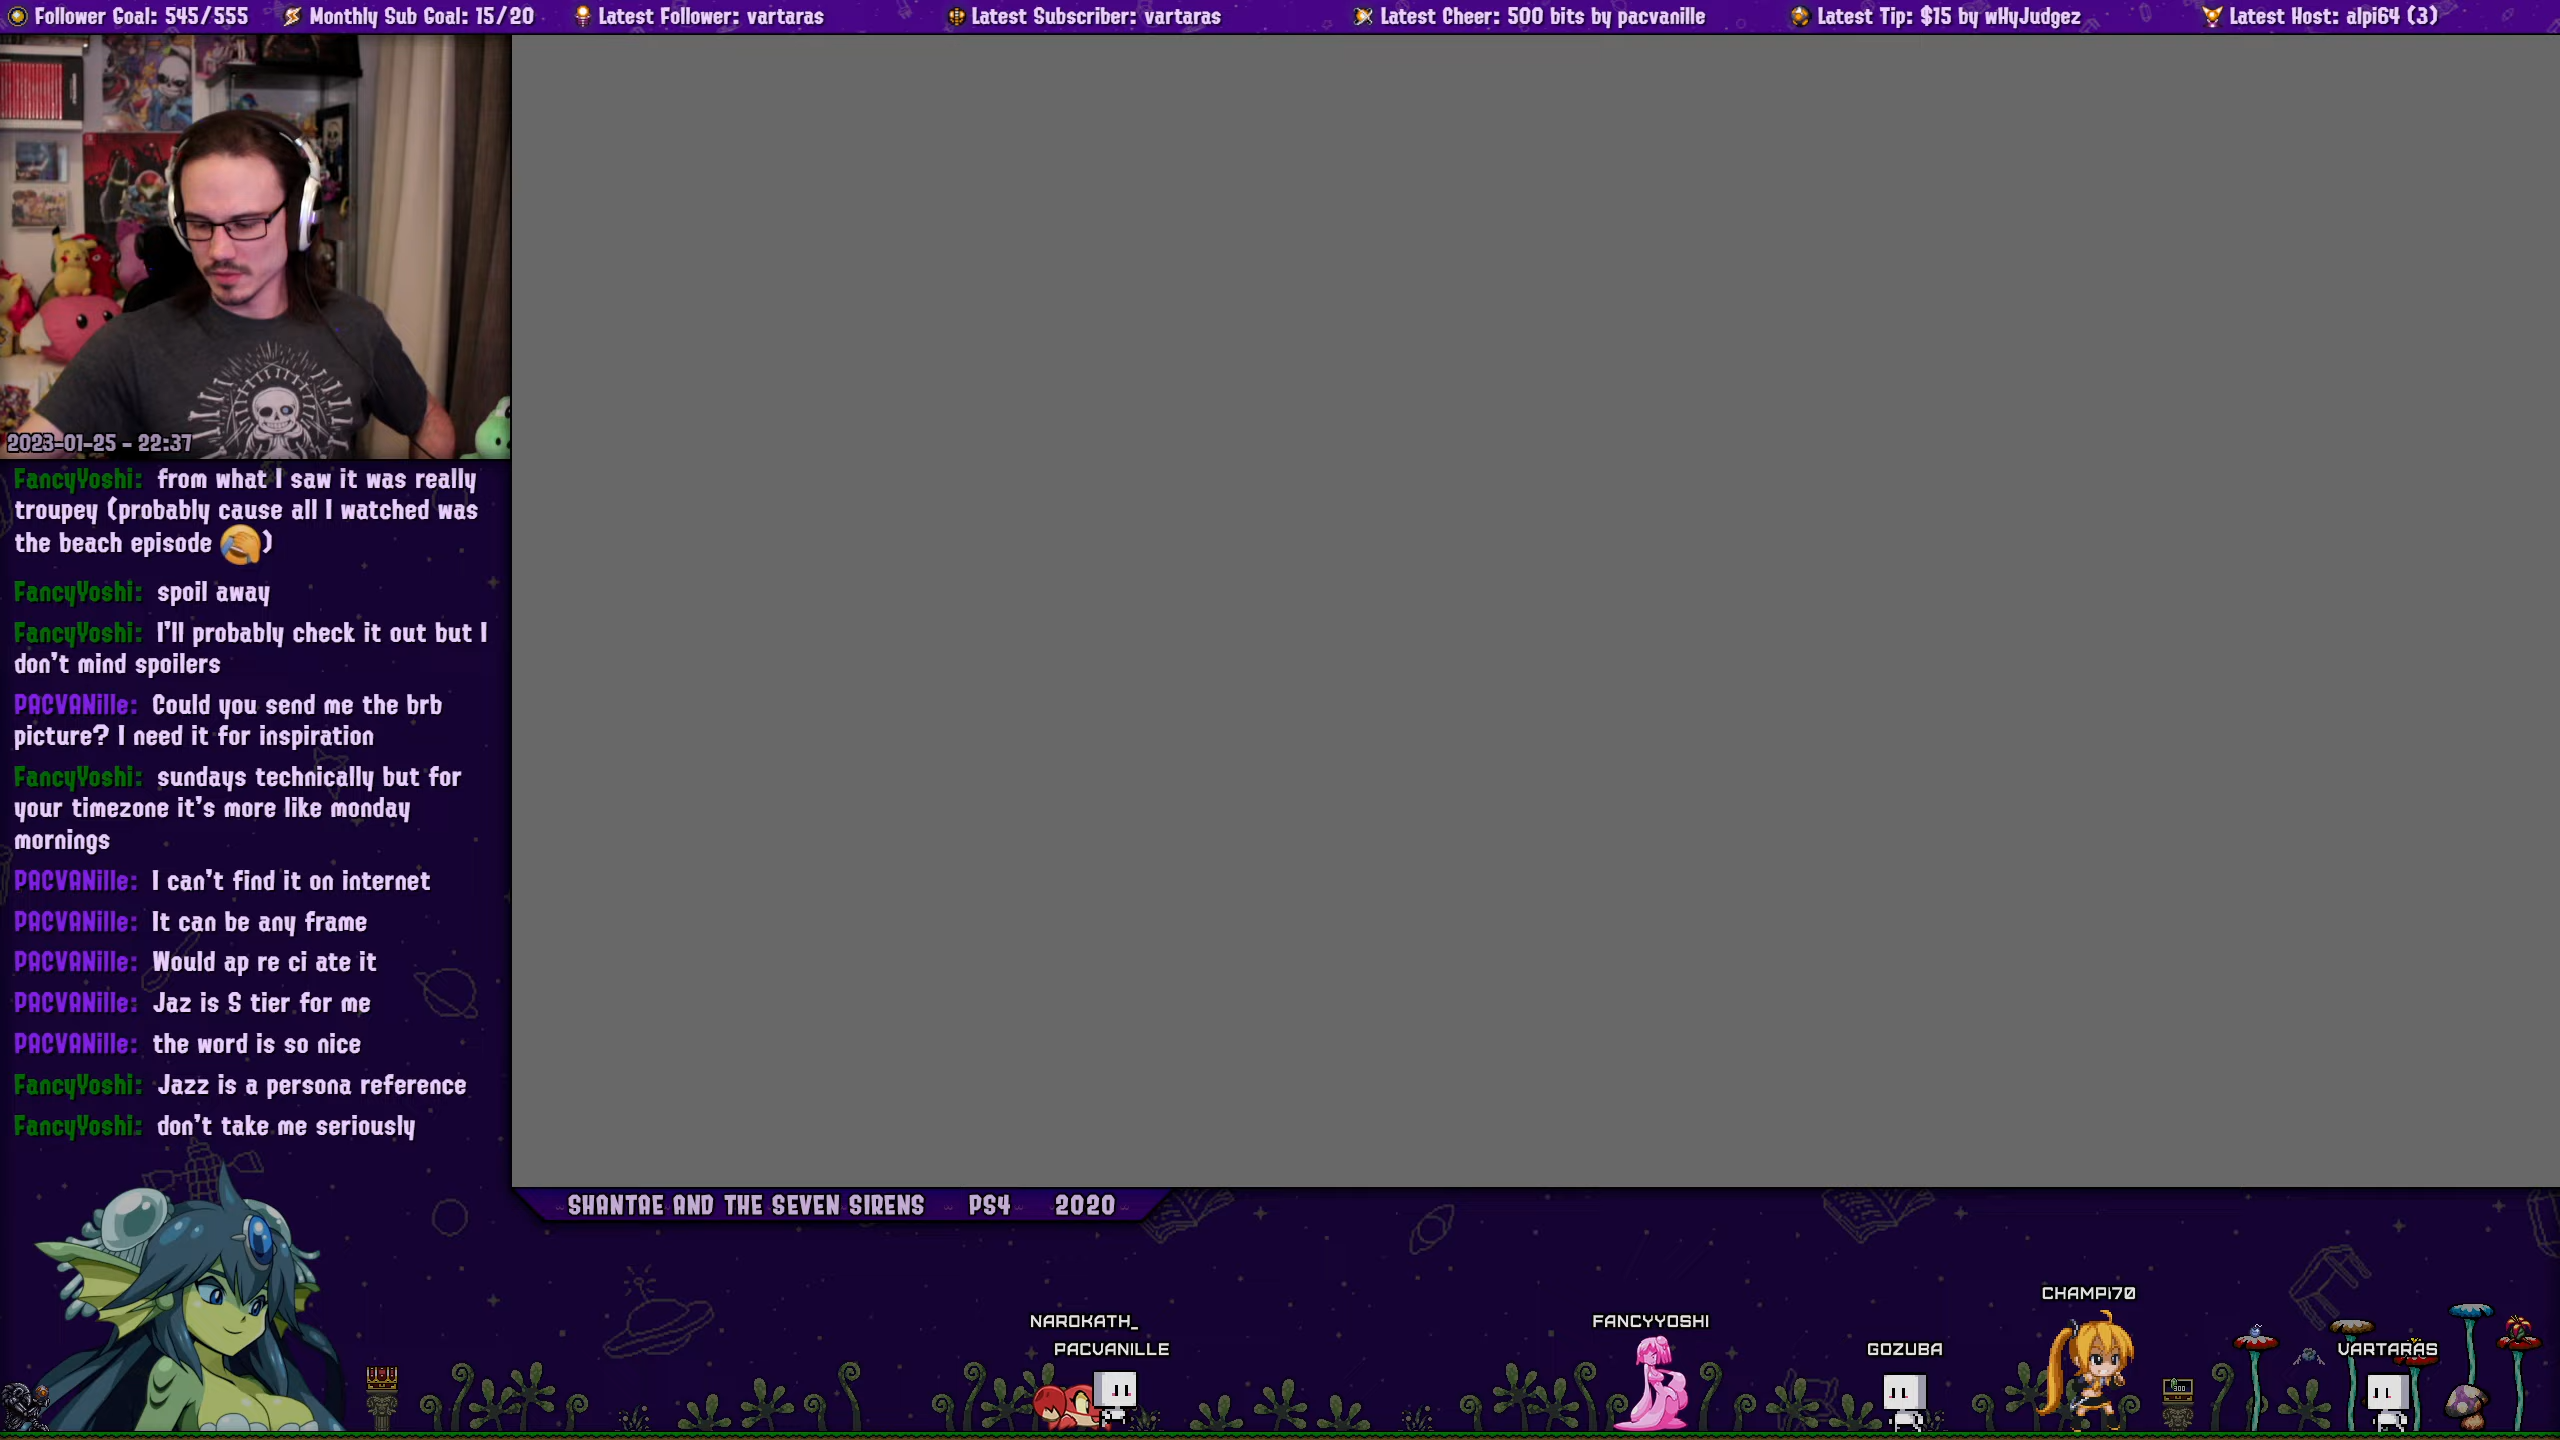 Follower Goal: 545/555 Monthly Sub Goal: 15/20 Latest Follower: vartaras Latest Subscriber: vartaras Latest Cheer: 500 bits by pacvanille Latest Tip: $15 by wHyJudgez Latest Host: alpi64 (3)
2023-01-25 - 22:37
FancyYoshi: from what I saw it was really
troupey (probably cause all I watched was
the beach episode )
FancyYoshi: spoil away
FancyYoshi: I'll probably check it out but I
don't mind spoilers
PACVANille: Could you send me the brb
picture? I need it for inspiration
FancyYoshi: sundays technically but for
your timezone it's more like monday
mornings
PACVANille: I can't find it on internet
PACVANille: It can be any frame
PACVANille: Would ap re ci ate it
PACVANille: Jaz is S tier for me
PACVANille: the word is so nice
FancyYoshi: Jazz is a persona reference
FancyYoshi: don't take me seriously
SHANTAE AND THE SEVEN SIRENS - PS4 - 2020
CHAMPi70
NAROKATH_
FANCYYOSHI
PACVANILLE
GOZUBA
VARTARAS
300